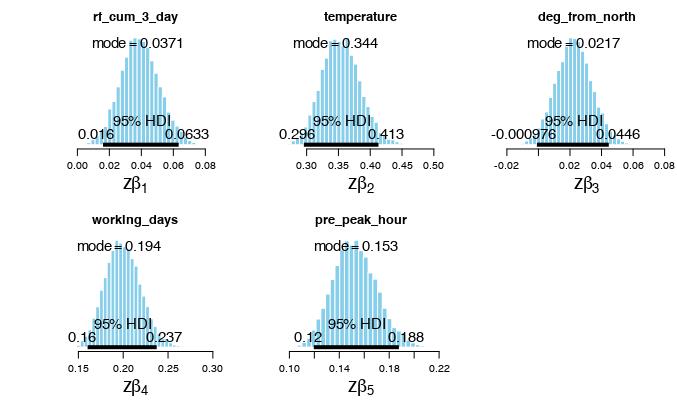 rf_cum_3_day
mode = 0.0371
95% HDI
0.016 0.0633
0.00 0.02 0.04 0.06 0.08
zβ1
temperature
mode = 0.344
95% HDI
0.296 0.413
0.30 0.35 0.40 0.45 0.50
zβ2
deg_from_north
mode = 0.0217
95% HDI
-0.000976 0.0446
-0.02 0.02 0.04 0.06 0.08
zβ3
working_days
mode = 0.194
95% HDI
0.16 0.237
0.15 0.20 0.25 0.30
zβ4
pre_peak_hour
mode = 0.153
95% HDI
0.12 0.188
0.10 0.14 0.18 0.22
zβ5